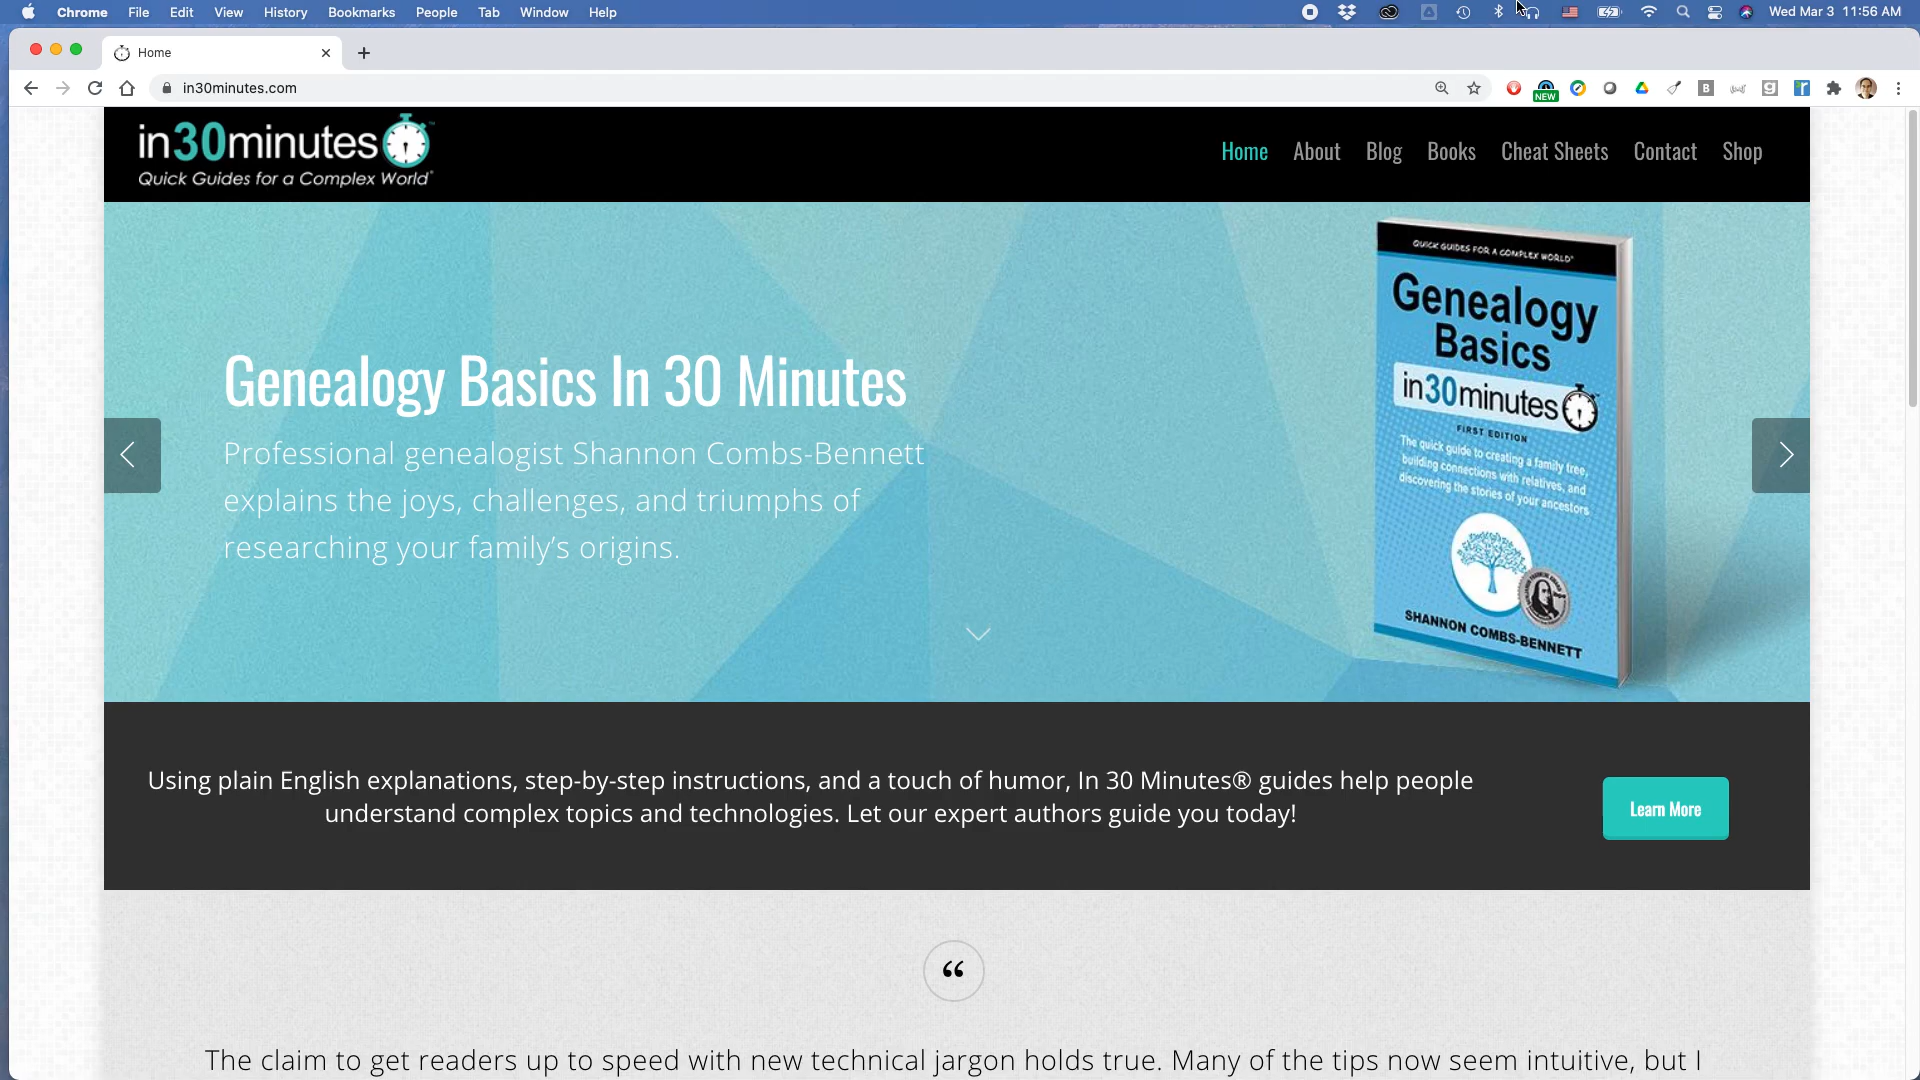 Chrome File Edit View History Bookmarks People Tab Window Help Wed Mar 3 11:56 AM
Home
in30minutes.com
NEW
B
in30minutes™
Quick Guides for a Complex World®
Home About Blog Books Cheat Sheets Contact Shop
Genealogy Basics In 30 Minutes
Professional genealogist Shannon Combs-Bennett
explains the joys, challenges, and triumphs of
researching your family’s origins.
QUICK GUIDES FOR A COMPLEX WORLD®
Genealogy
Basics
in30minutes
FIRST EDITION
The quick guide to creating a family tree,
building connections with relatives, and
discovering the stories of your ancestors
SHANNON COMBS-BENNETT
Using plain English explanations, step-by-step instructions, and a touch of humor, In 30 Minutes® guides help people
understand complex topics and technologies. Let our expert authors guide you today!
Learn More
“
The claim to get readers up to speed with new technical jargon holds true. Many of the tips now seem intuitive, but I